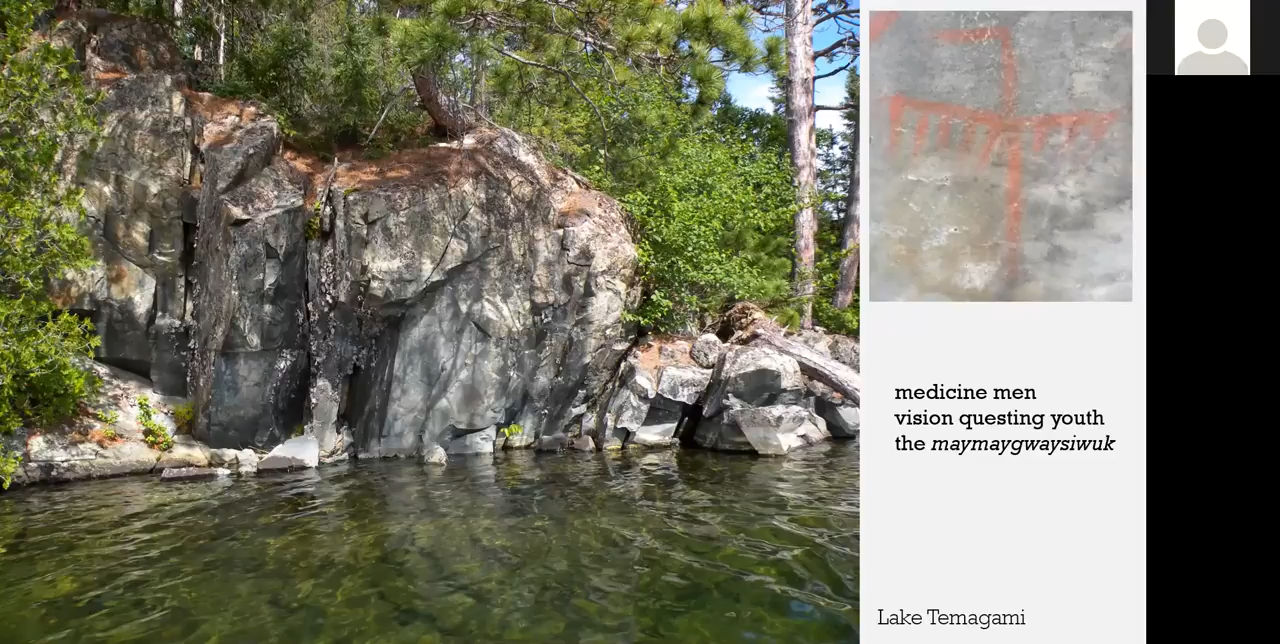 medicine men
vision questing youth
the maymaygwaysiwuk
Lake Temagami